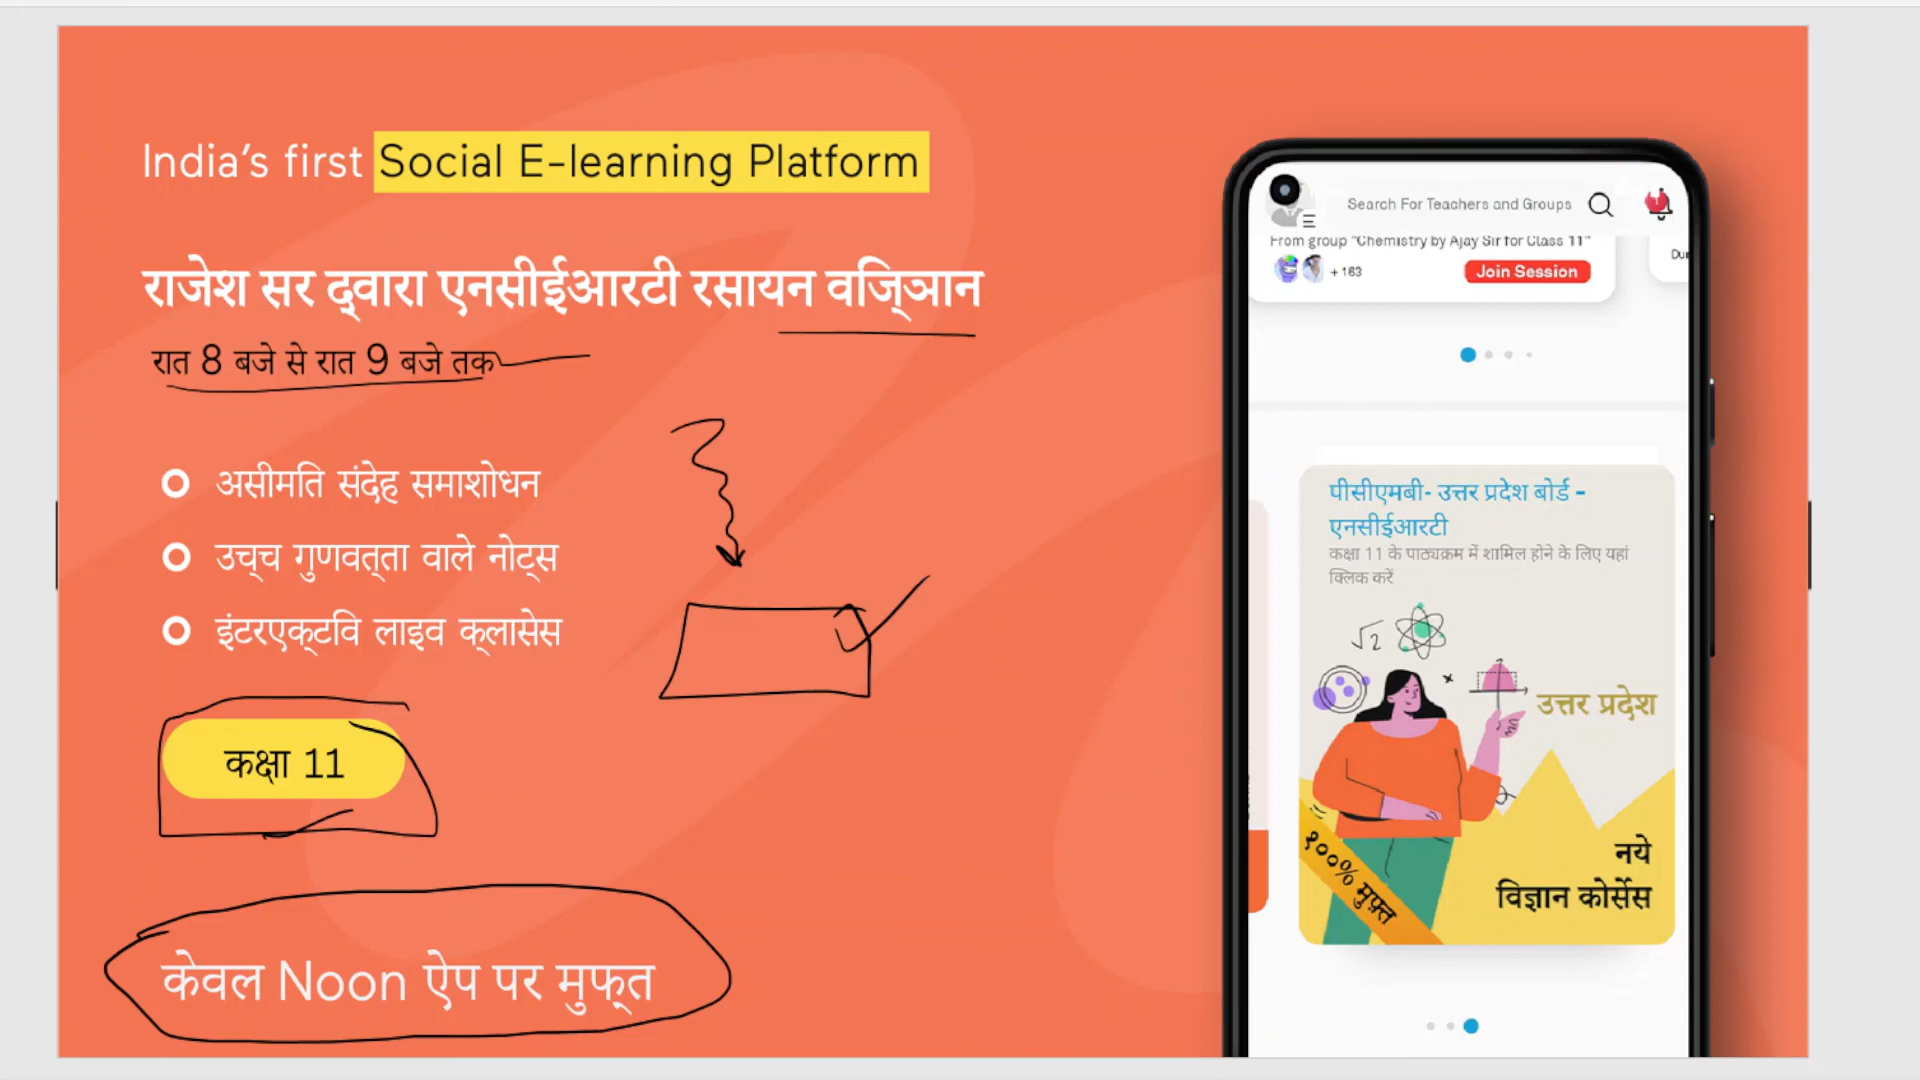 India's first Social E-learning Platform
राजेश सर द्वारा एनसीईआरटी रसायन वज्ञिान
रात 8 बजे से रात 9 बजे तक
असीमति संदेह समाशोधन
उच्च गुणवत्ता वाले नोट्स
इंटरएक्टवि लाइव क्लासेस
कक्षा 11
केवल Noon ऐप पर मुफ्त
Search For Teachers and Groups
From group "Chemistry by Ajay Sir for Class 11"
+ 163
Join Session
Dur
पीसीएमबी- उत्तर प्रदेश बोर्ड -
एनसीईआरटी
कक्षा 11 के पाठ्यक्रम में शामिल होने के लिए यहां
क्लिक करें
√2
उत्तर प्रदेश
१००% मुफ़्त
नये
विज्ञान कोर्सेस